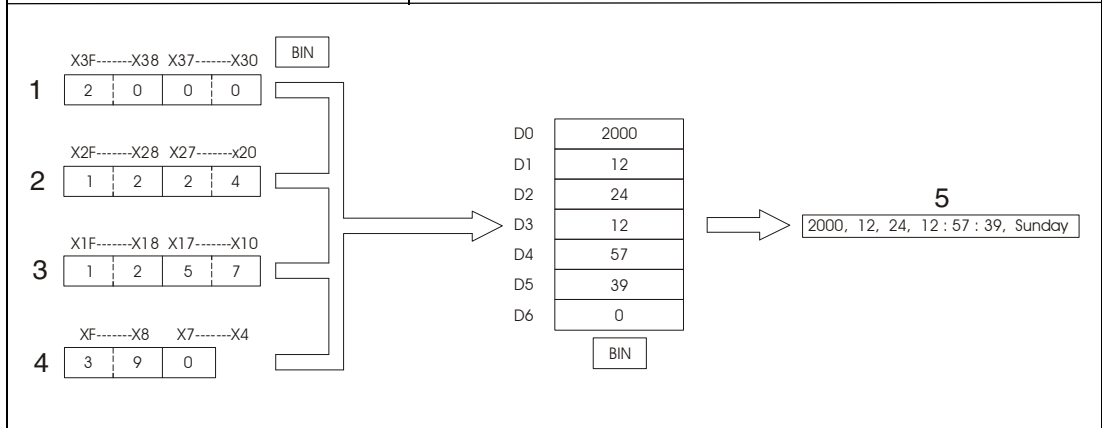 BIN
X3F-------X38 X37------X30
1 2 0 0 0
X2F------X28 X27-------x20
2 1 2 2 4
X1F------X18 X17------X10
3 1 2 5 7
XF-------X8 X7-----X4
4 3 9 0
D0 2000
D1 12
D2 24
D3 12
D4 57
D5 39
D6 0
BIN
5
2000, 12, 24, 12 : 57 : 39, Sunday